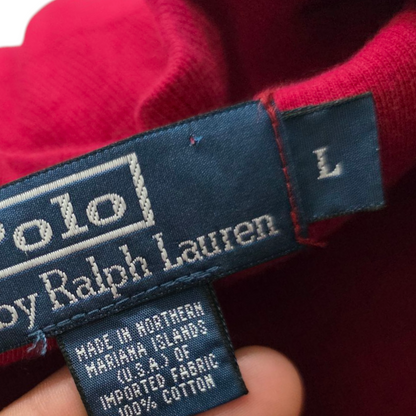 Polo
by Ralph Lauren
L
MADE IN NORTHERN
MARIANA ISLANDS
(U.S.A.) OF
IMPORTED FABRIC
100% COTTON